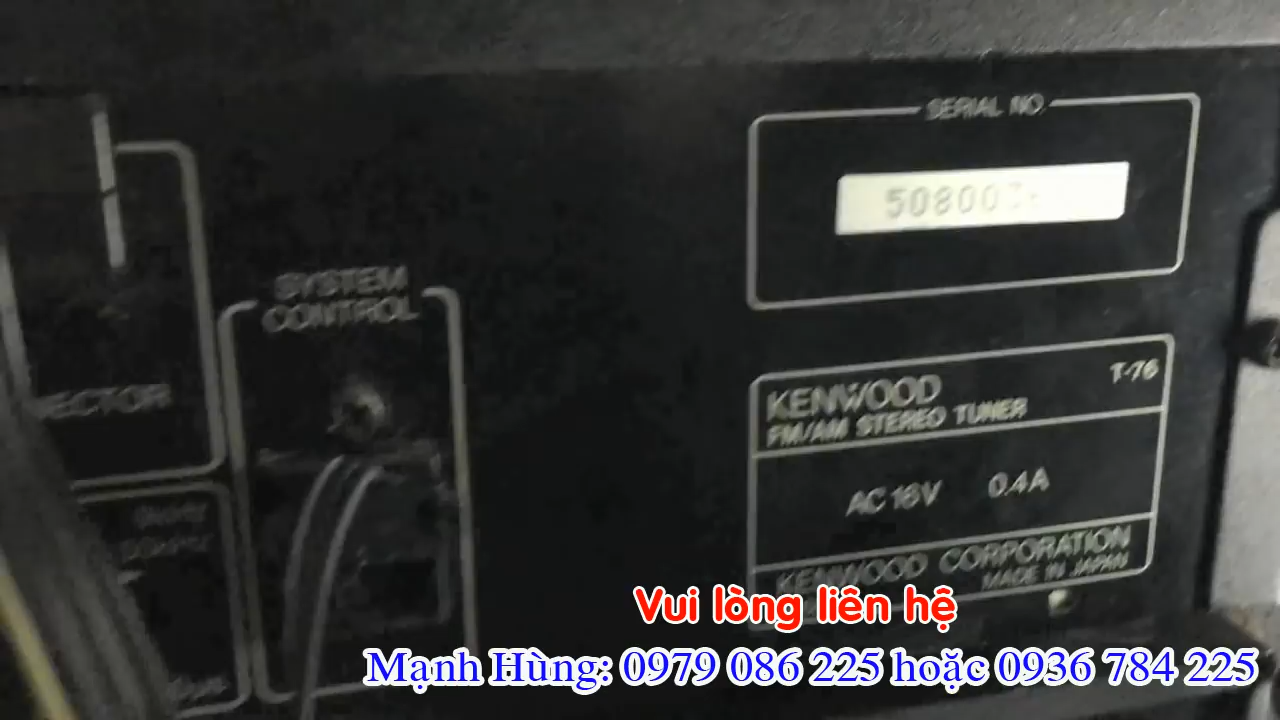 SERIAL NO.
SYSTEM
CONTROL
KENWOOD
T-76
FM/AM STEREO TUNER
AC 16V 0.4A
KENWOOD CORPORATION
MADE IN JAPAN
Vui lòng liên hệ
Mạnh Hùng: 0979 086 225 hoặc 0936 784 225